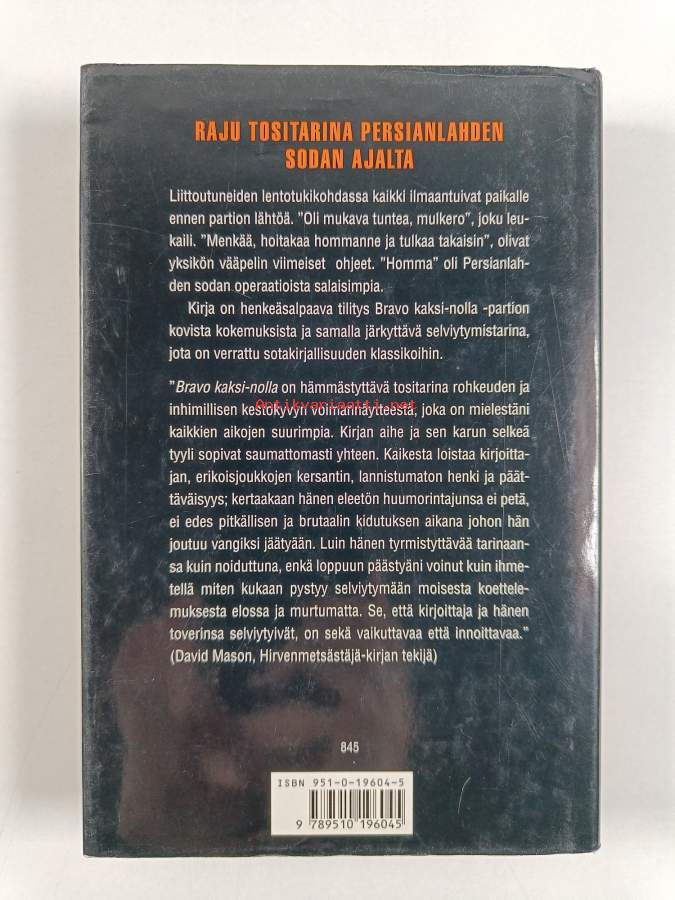 RAJU TOSITARINA PERSIANLAHDEN
SODAN AJALTA
Liittoutuneiden lentotukikohdassa kaikki ilmaantuivat paikalle
ennen partion lähtöä. ”Oli mukava tuntea, mulkero”, joku leu-
kaili. ”Menkää, hoitakaa hommanne ja tulkaa takaisin”, olivat
yksikön vääpelin viimeiset ohjeet. ”Homma” oli Persianlah-
den sodan operaatioista salaisimpia.
Kirja on henkeäsalpaava tilitys Bravo kaksi-nolla -partion
kovista kokemuksista ja samalla järkyttävä selviytymistarina,
jota on verrattu sotakirjallisuuden klassikoihin.
”Bravo kaksi-nolla on hämmästyttävä tositarina rohkeuden ja
inhimillisen kestokyvyn voimannäytteestä, joka on mielestäni
Antikvariaatti.net
kaikkien aikojen suurimpia. Kirjan aihe ja sen karun selkeä
tyyli sopivat saumattomasti yhteen. Kaikesta loistaa kirjoitta-
jan, erikoisjoukkojen kersantin, lannistumaton henki ja päät-
täväisyys; kertaakaan hänen eleetön huumorintajunsa ei petä,
ei edes pitkällisen ja brutaalin kidutuksen aikana johon hän
joutuu vangiksi jäätyään. Luin hänen tyrmistyttävää tarinaan-
sa kuin noiduttuna, enkä loppuun päästyäni voinut kuin ihme-
tellä miten kukaan pystyy selviytymään moisesta koettele-
muksesta elossa ja murtumatta. Se, että kirjoittaja ja hänen
toverinsa selviytyivät, on sekä vaikuttavaa että innoittavaa.”
(David Mason, Hirvenmetsästäjä-kirjan tekijä)
845
ISBN 951-0-19604-5
9 789510 196045